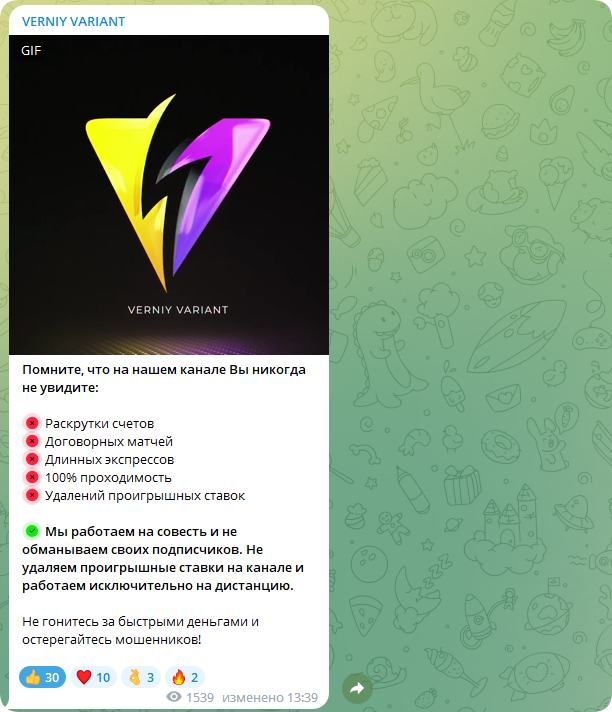 VERNIY VARIANT
GIF
VERNIY VARIANT
Помните, что на нашем канале Вы никогда
не увидите:
Раскрутки счетов
Договорных матчей
Длинных экспрессов
100% проходимость
Удалений проигрышных ставок
Мы работаем на совесть и не
обманываем своих подписчиков. Не
удаляем проигрышные ставки на канале и
работаем исключительно на дистанцию.
Не гонитесь за быстрыми деньгами и
остерегайтесь мошенников!
30 10 3 2
1539 изменено 13:39